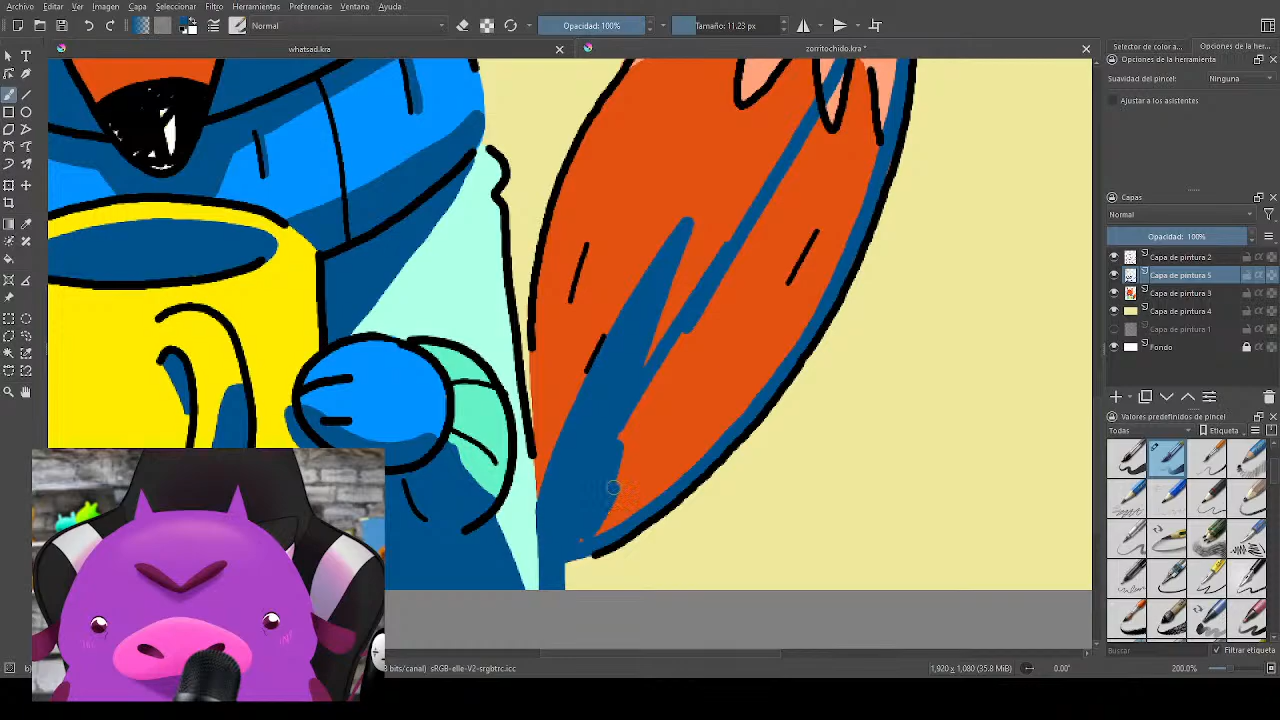 Archivo Editar Ver Imagen Capa Seleccionar Filtro Herramientas Preferencias Ventana Ayuda
Normal Opacidad: 100% Tamaño: 11.23 px
whatsad.kra zorritochido.kra *
Selector de color a... Opciones de la her...
Opciones de la herramienta
Suavidad del pincel: Ninguna
Ajustar a los asistentes
Capas
Normal
Opacidad: 100%
Capa de pintura 2
Capa de pintura 5
Capa de pintura 3
Capa de pintura 4
Capa de pintura 1
Fondo
Valores predefinidos de pincel
Todas Etiqueta
Buscar Filtrar etiqueta
bits/canal) sRGB-elle-V2-srgbtrc.icc 1,920 x 1,080 (35.8 MiB) 0.00° 200.0%